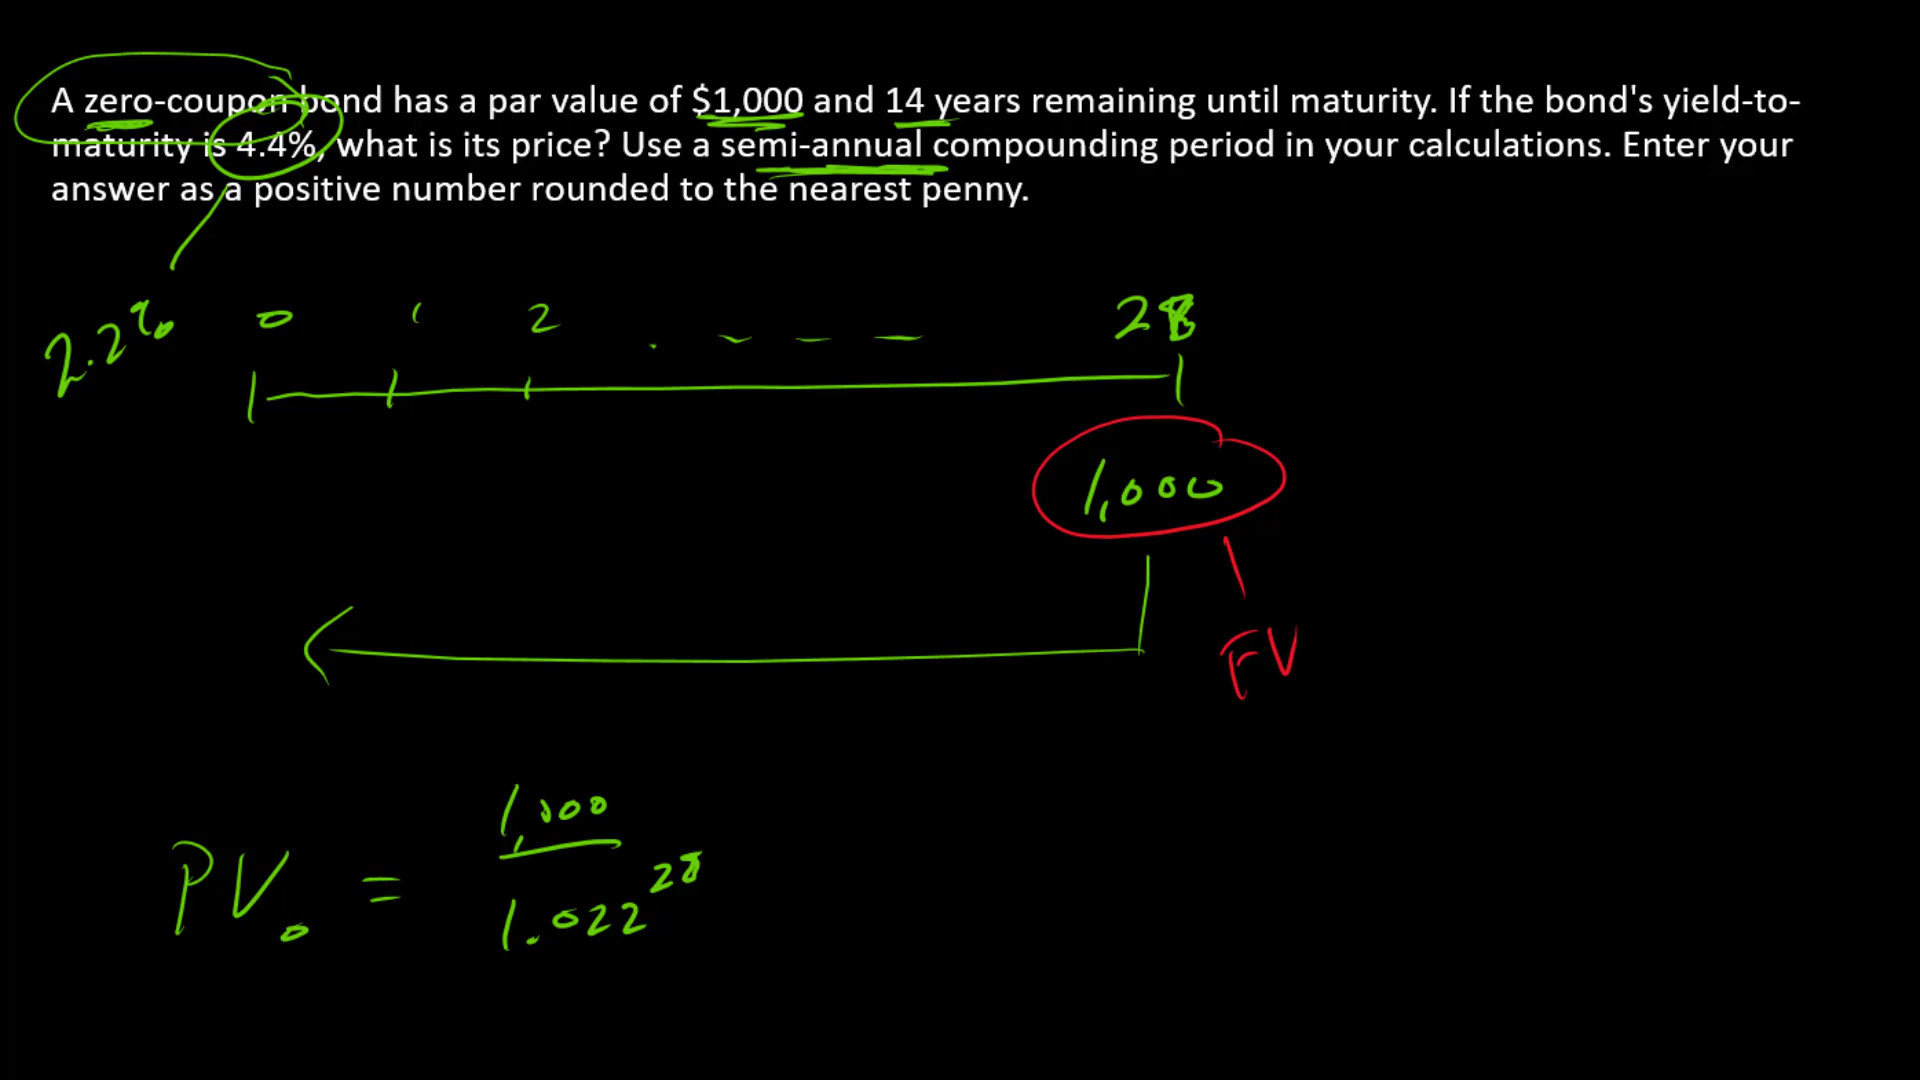 A zero-coupon bond has a par value of $1,000 and 14 years remaining until maturity. If the bond's yield-to-
maturity is 4.4%, what is its price? Use a semi-annual compounding period in your calculations. Enter your
answer as a positive number rounded to the nearest penny.
2.2% 0 1 2 . - - - 28
1,000
FV
1,000
PV0 = 
1.022^28